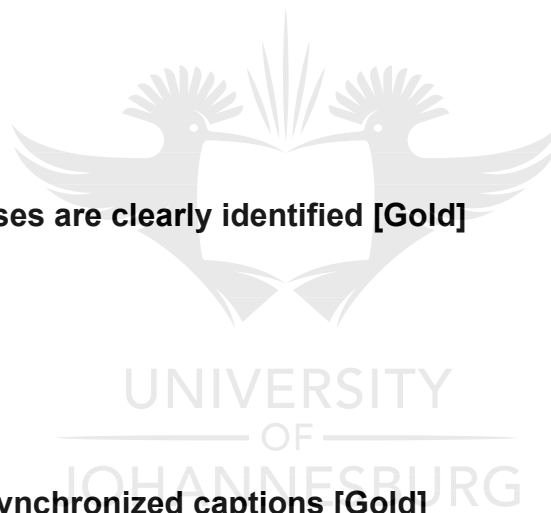 ses are clearly identified [Gold]
UNIVERSITY
OF
JOHANNESBURG
ynchronized captions [Gold]